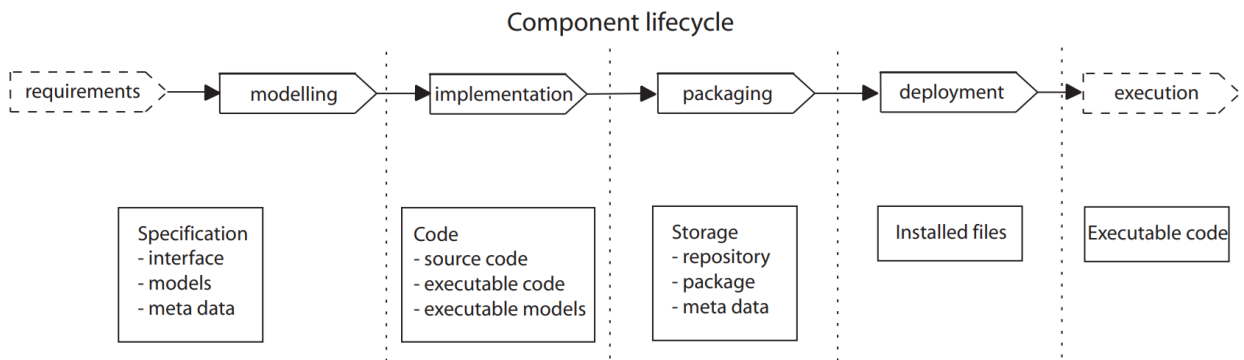 Component lifecycle
requirements
modelling
implementation
packaging
deployment
execution
Specification
- interface
- models
- meta data
Code
- source code
- executable code
- executable models
Storage
- repository
- package
- meta data
Installed files
Executable code